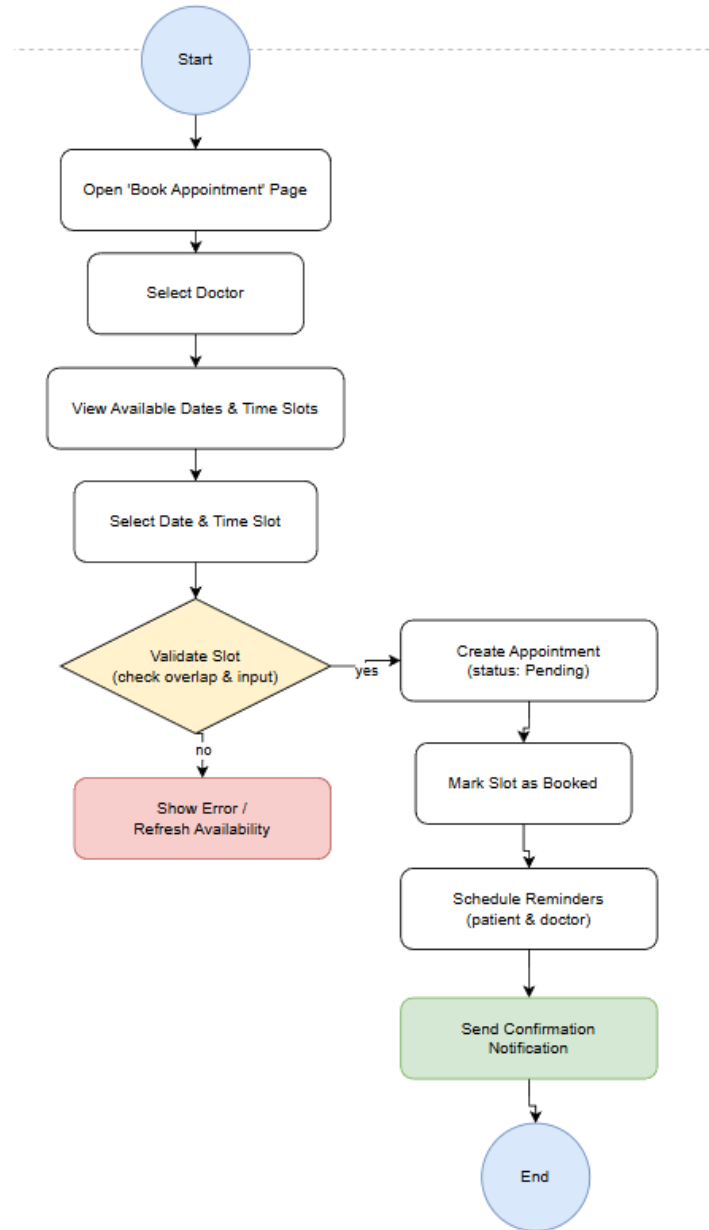 Start
Open 'Book Appointment' Page
Select Doctor
View Available Dates & Time Slots
Select Date & Time Slot
Validate Slot
(check overlap & input)
yes
Create Appointment
(status: Pending)
no
Mark Slot as Booked
Show Error /
Refresh Availability
Schedule Reminders
(patient & doctor)
Send Confirmation
Notification
End